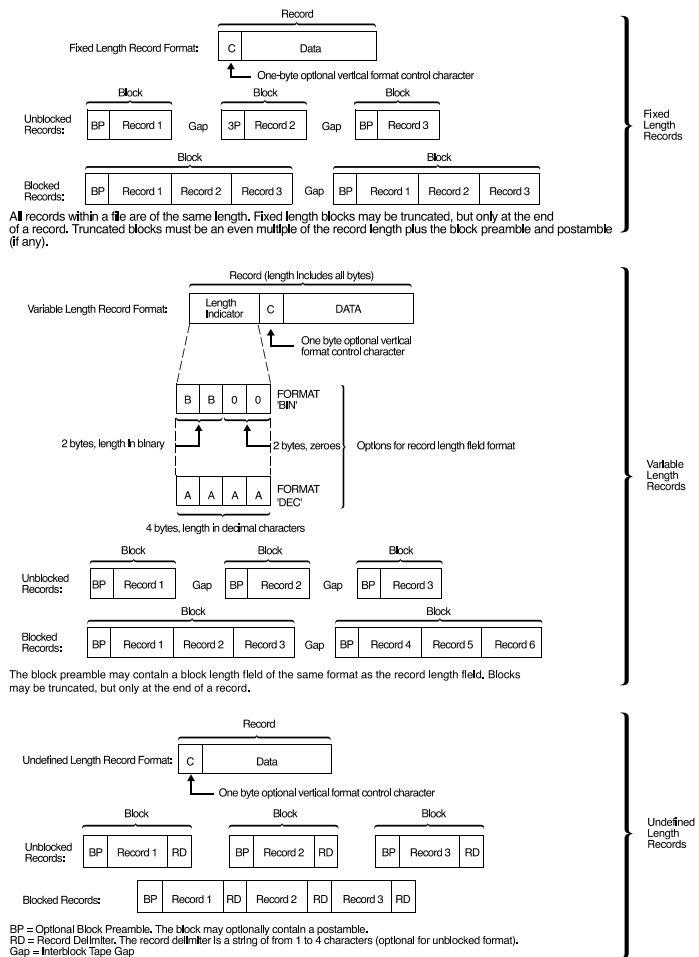 Record
Fixed Length Record Format: C Data
One-byte optional vertical format control character
Block Block Block
Unblocked Records: BP Record 1 Gap 3P Record 2 Gap BP Record 3
Fixed Length Records
Block Block
Blocked Records: BP Record 1 Record 2 Record 3 Gap BP Record 1 Record 2 Record 3
All records within a file are of the same length. Fixed length blocks may be truncated, but only at the end
of a record. Truncated blocks must be an even multiple of the record length plus the block preamble and postamble
(if any).
Record (length includes all bytes)
Variable Length Record Format: Length Indicator C DATA
One byte optional vertical
format control character
B B 0 0 FORMAT 'BIN'
2 bytes, length in binary 2 bytes, zeroes Options for record length field format
A A A A FORMAT 'DEC'
4 bytes, length in decimal characters
Variable Length Records
Block Block Block
Unblocked Records: BP Record 1 Gap BP Record 2 Gap BP Record 3
Block Block
Blocked Records: BP Record 1 Record 2 Record 3 Gap BP Record 4 Record 5 Record 6
The block preamble may contain a block length field of the same format as the record length field. Blocks
may be truncated, but only at the end of a record.
Record
Undefined Length Record Format: C Data
One byte optional vertical format control character
Block Block Block
Unblocked Records: BP Record 1 RD BP Record 2 RD BP Record 3 RD
Undefined Length Records
Blocked Records: BP Record 1 RD Record 2 RD Record 3 RD
BP = Optional Block Preamble. The block may optionally contain a postamble.
RD = Record Delimiter. The record delimiter is a string of from 1 to 4 characters (optional for unblocked format).
Gap = Interblock Tape Gap